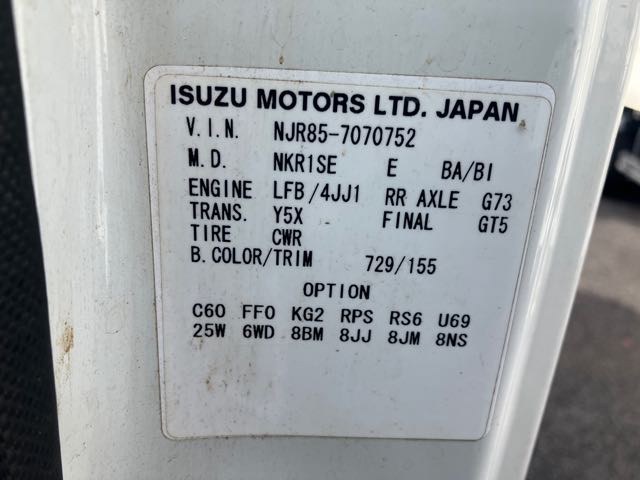 ISUZU MOTORS LTD. JAPAN
V.I.N. NJR85-7070752
M.D. NKR1SE E BA/BI
ENGINE LFB/4JJ1 RR AXLE G73
TRANS. Y5X FINAL GT5
TIRE CWR
B.COLOR/TRIM 729/155
OPTION
C60 FF0 KG2 RPS RS6 U69
25W 6WD 8BM 8JJ 8JM 8NS